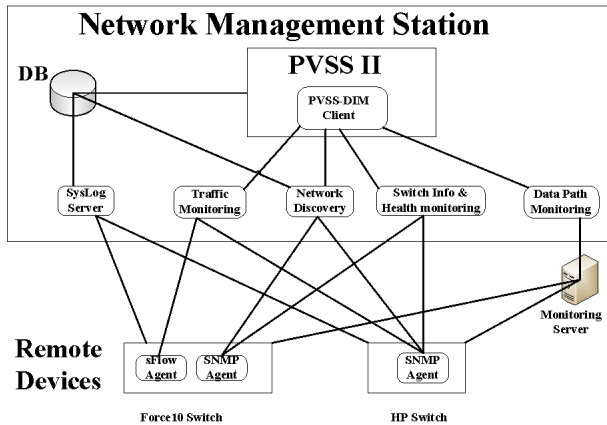 Network Management Station
DB
PVSS II
PVSS-DIM
Client
SysLog
Server
Traffic
Monitoring
Network
Discovery
Switch Info &
Health monitoring
Data Path
Monitoring
Monitoring
Server
Remote
Devices
sFlow
Agent
SNMP
Agent
SNMP
Agent
Force10 Switch
HP Switch